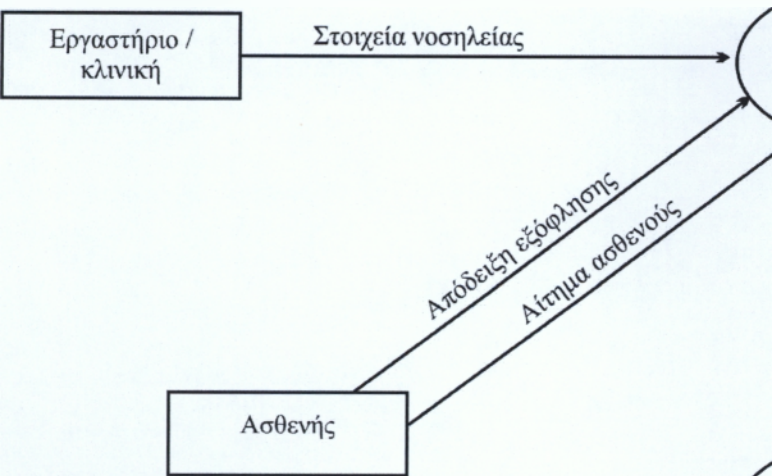 Εργαστήριο /
κλινική
Στοιχεία νοσηλείας
Απόδειξη εξόφλησης
Αίτημα ασθενούς
Ασθενής